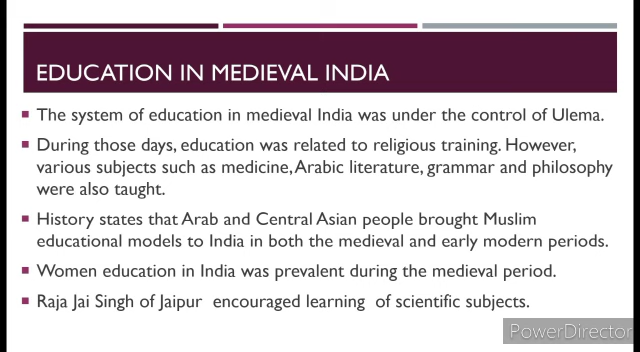 EDUCATION IN MEDIEVAL INDIA
The system of education in medieval India was under the control of Ulema.
During those days, education was related to religious training. However,
various subjects such as medicine, Arabic literature, grammar and philosophy
were also taught.
History states that Arab and Central Asian people brought Muslim
educational models to India in both the medieval and early modern periods.
Women education in India was prevalent during the medieval period.
Raja Jai Singh of Jaipur encouraged learning of scientific subjects.
PowerDirector